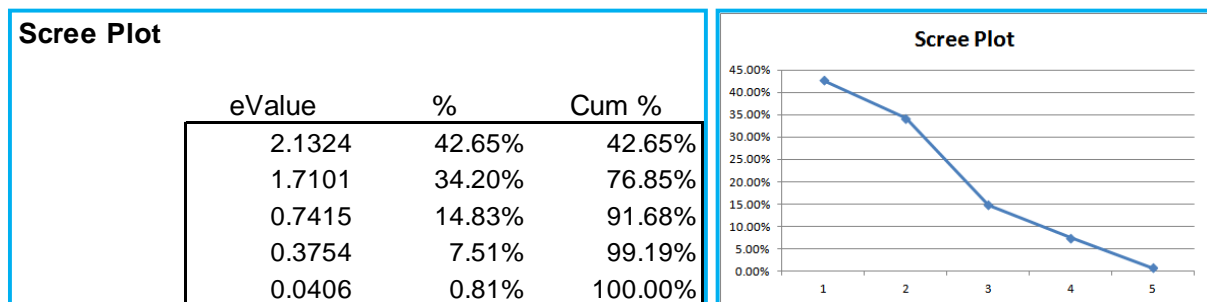 Scree Plot
eValue % Cum %
2.1324 42.65% 42.65%
1.7101 34.20% 76.85%
0.7415 14.83% 91.68%
0.3754 7.51% 99.19%
0.0406 0.81% 100.00%
Scree Plot
45.00%
40.00%
35.00%
30.00%
25.00%
20.00%
15.00%
10.00%
5.00%
0.00%
1 2 3 4 5